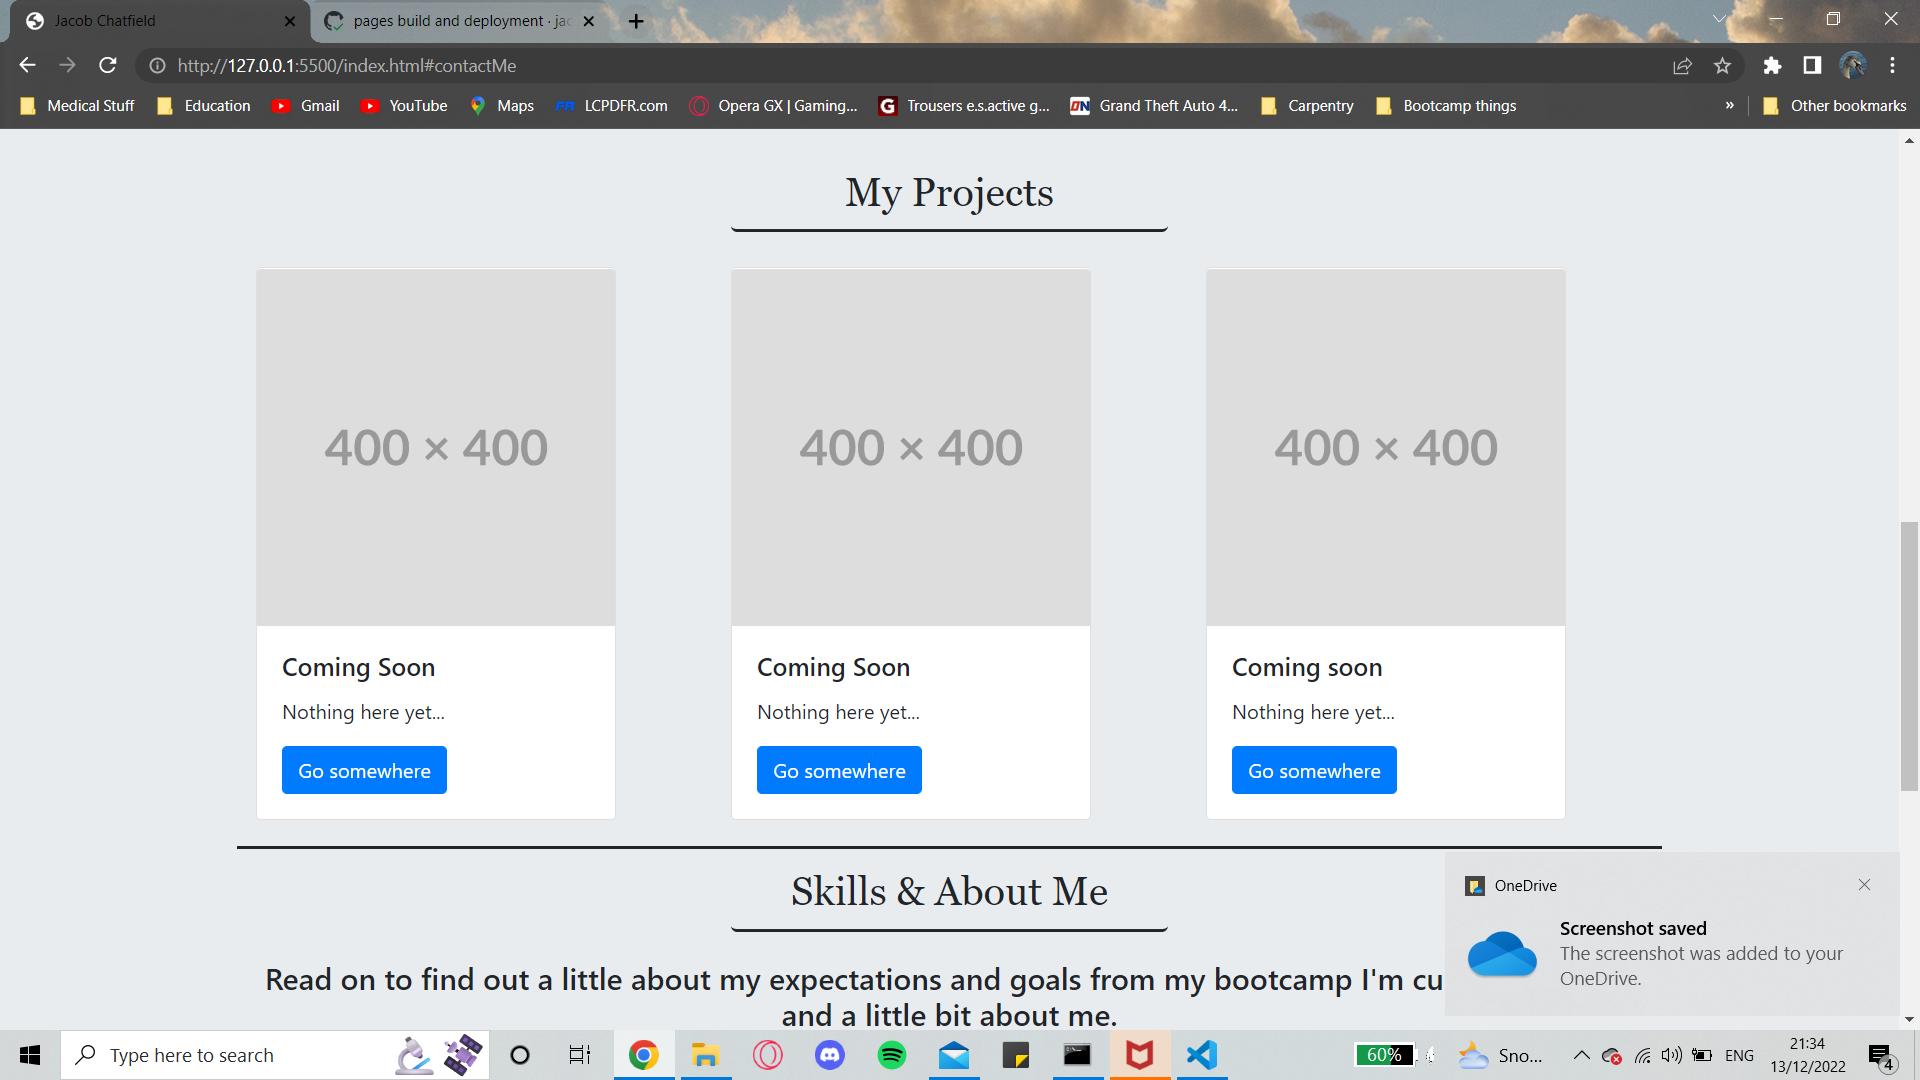 Jacob Chatfield
pages build and deployment · jac
http://127.0.0.1:5500/index.html#contactMe
Medical Stuff
Education
Gmail
YouTube
Maps
FR LCPDFR.com
Opera GX | Gaming...
G Trousers e.s.active g...
ON Grand Theft Auto 4...
Carpentry
Bootcamp things
»
Other bookmarks
My Projects
400 × 400
400 × 400
400 × 400
Coming Soon
Nothing here yet...
Go somewhere
Coming Soon
Nothing here yet...
Go somewhere
Coming soon
Nothing here yet...
Go somewhere
Skills & About Me
Read on to find out a little about my expectations and goals from my bootcamp I'm cu
and a little bit about me.
OneDrive
Screenshot saved
The screenshot was added to your
OneDrive.
Type here to search
60%
Sno...
ENG
21:34
13/12/2022
4